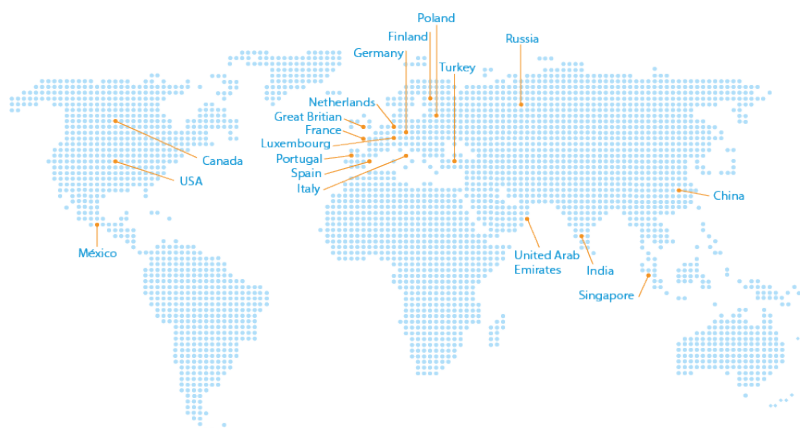 Poland
Finland
Russia
Germany
Turkey
Netherlands
Great Britian
France
Luxembourg
Canada
Portugal
Spain
USA
Italy
China
México
United Arab
Emirates
India
Singapore